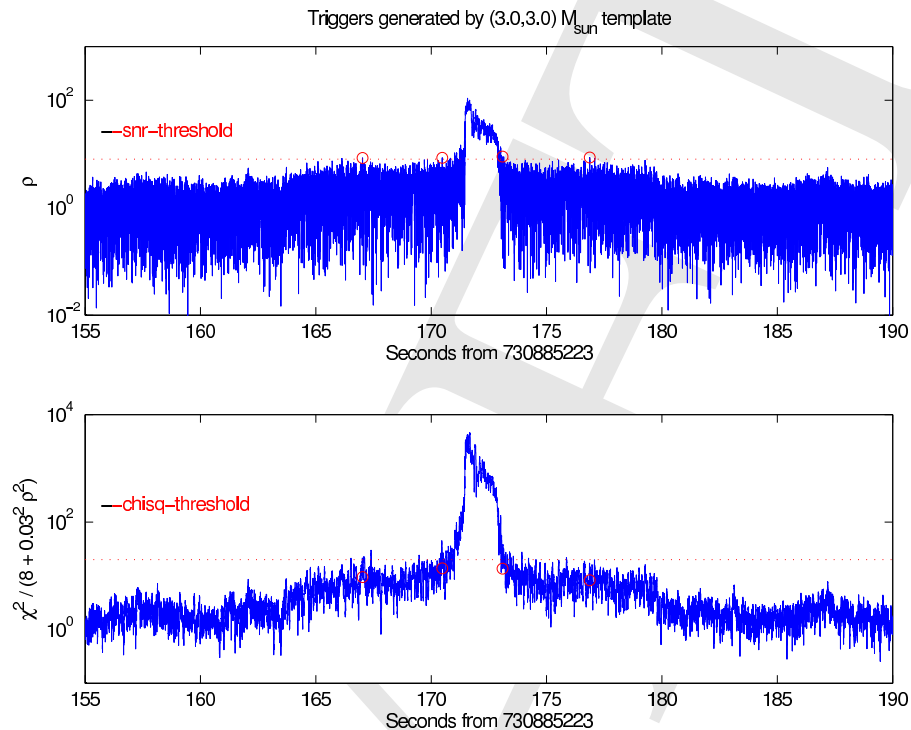 Triggers generated by (3.0,3.0) M_sun template
10^2
10^0
10^-2
ρ
--snr-threshold
155 160 165 170 175 180 185 190
Seconds from 730885223
10^4
10^2
10^0
χ^2 / (8 + 0.03^2 ρ^2)
--chisq-threshold
155 160 165 170 175 180 185 190
Seconds from 730885223